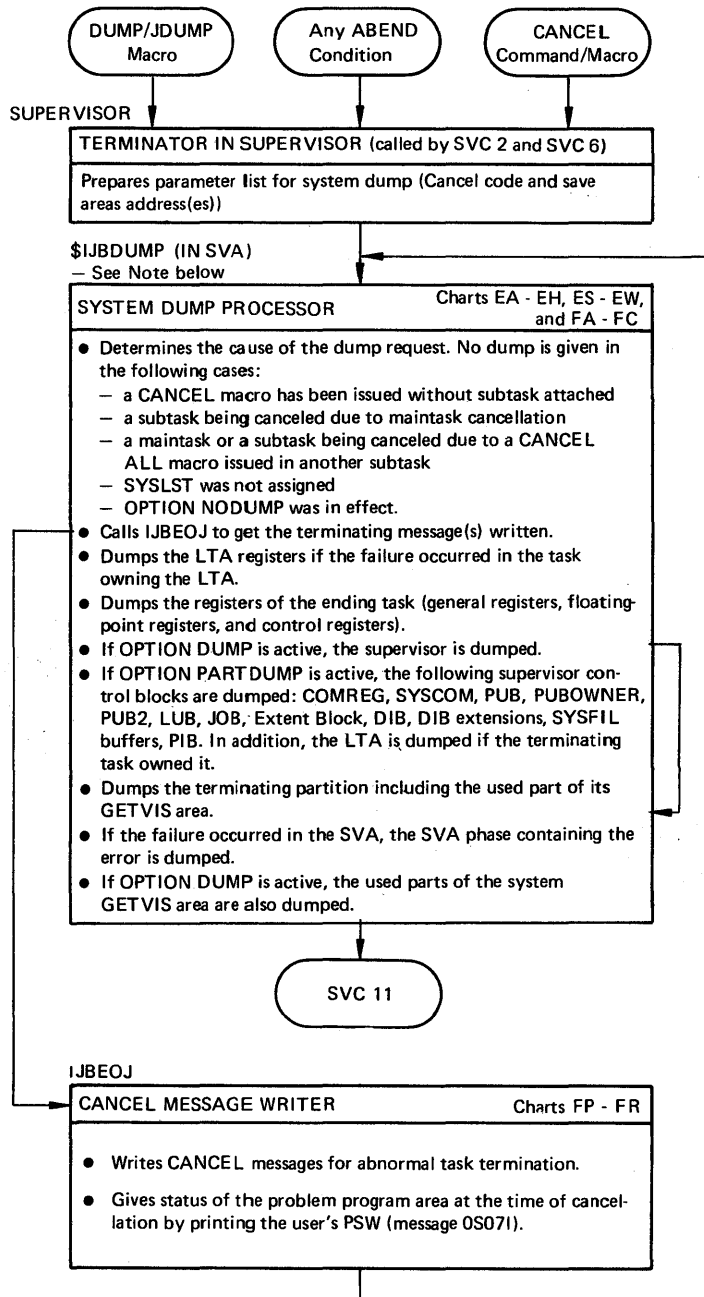 DUMP/JDUMP
Macro
Any ABEND
Condition
CANCEL
Command/Macro
SUPERVISOR
TERMINATOR IN SUPERVISOR (called by SVC 2 and SVC 6)
Prepares parameter list for system dump (Cancel code and save
areas address(es))
$IJBDUMP (IN SVA)
– See Note below
SYSTEM DUMP PROCESSOR
Charts EA - EH, ES - EW,
and FA - FC
● Determines the cause of the dump request. No dump is given in
the following cases:
– a CANCEL macro has been issued without subtask attached
– a subtask being canceled due to maintask cancellation
– a maintask or a subtask being canceled due to a CANCEL
ALL macro issued in another subtask
– SYSLST was not assigned
– OPTION NODUMP was in effect.
● Calls IJBEOJ to get the terminating message(s) written.
● Dumps the LTA registers if the failure occurred in the task
owning the LTA.
● Dumps the registers of the ending task (general registers, floating-
point registers, and control registers).
● If OPTION DUMP is active, the supervisor is dumped.
● If OPTION PARTDUMP is active, the following supervisor con-
trol blocks are dumped: COMREG, SYSCOM, PUB, PUBOWNER,
PUB2, LUB, JOB, Extent Block, DIB, DIB extensions, SYSFIL
buffers, PIB. In addition, the LTA is dumped if the terminating
task owned it.
● Dumps the terminating partition including the used part of its
GETVIS area.
● If the failure occurred in the SVA, the SVA phase containing the
error is dumped.
● If OPTION DUMP is active, the used parts of the system
GETVIS area are also dumped.
SVC 11
IJBEOJ
CANCEL MESSAGE WRITER
Charts FP - FR
● Writes CANCEL messages for abnormal task termination.
● Gives status of the problem program area at the time of cancel-
lation by printing the user's PSW (message 0S07I).